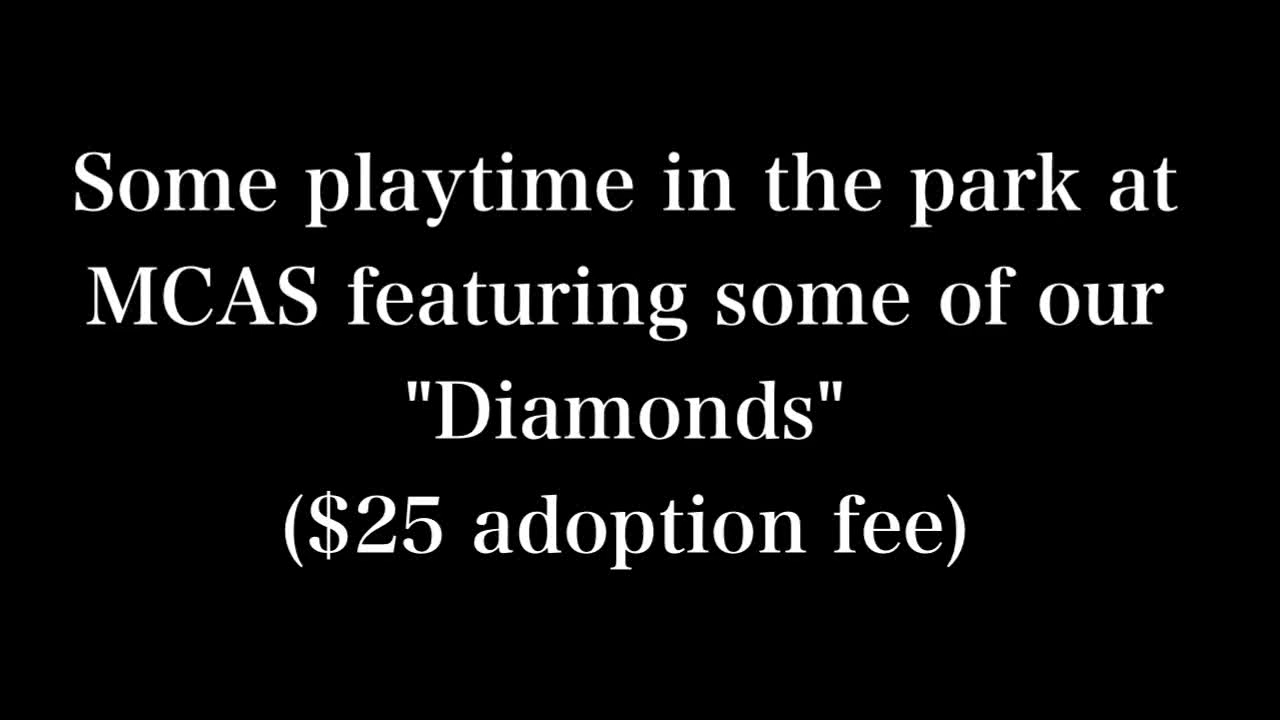 Some playtime in the park at
MCAS featuring some of our
"Diamonds"
($25 adoption fee)